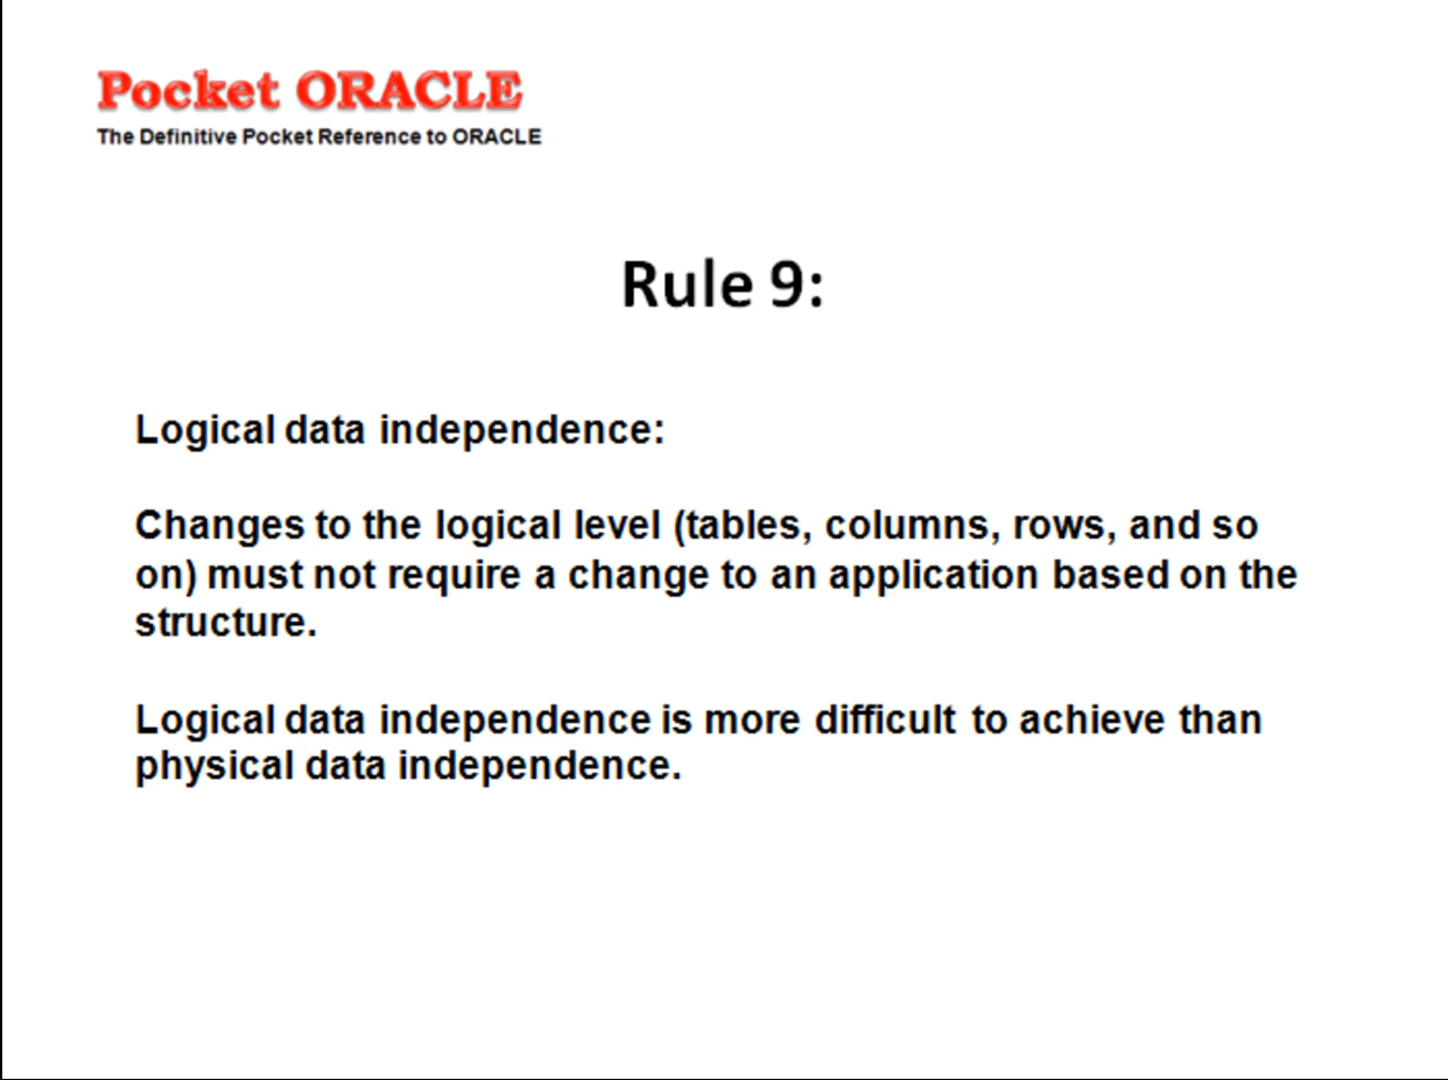 Pocket ORACLE
The Definitive Pocket Reference to ORACLE
Rule 9:
Logical data independence:
Changes to the logical level (tables, columns, rows, and so
on) must not require a change to an application based on the
structure.
Logical data independence is more difficult to achieve than
physical data independence.